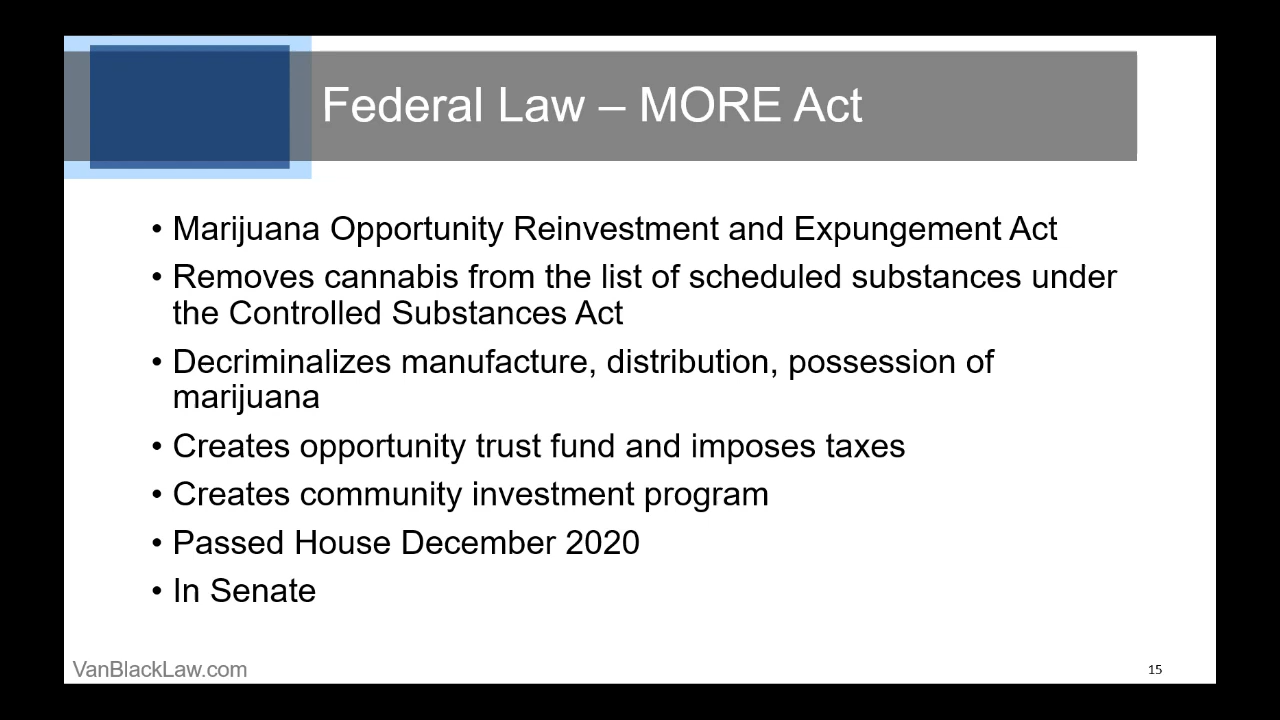 Federal Law – MORE Act
• Marijuana Opportunity Reinvestment and Expungement Act
• Removes cannabis from the list of scheduled substances under
the Controlled Substances Act
• Decriminalizes manufacture, distribution, possession of
marijuana
• Creates opportunity trust fund and imposes taxes
• Creates community investment program
• Passed House December 2020
• In Senate
VanBlackLaw.com
15